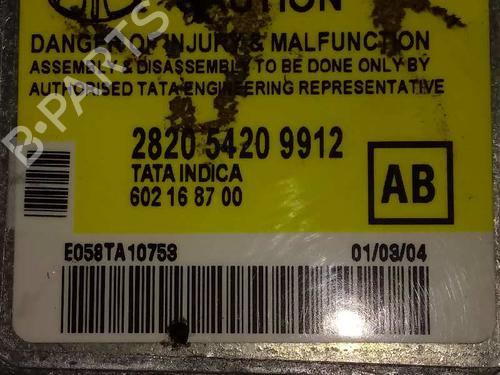 CAUTION
DANGER OF INJURY & MALFUNCTION
ASSEMBLY & DISASSEMBLY TO BE DONE ONLY BY
AUTHORISED TATA ENGINEERING REPRESENTATIVE
2820 5420 9912
TATA INDICA
602 16 87 00
AB
E058TA10753
01/03/04
B-PARTS